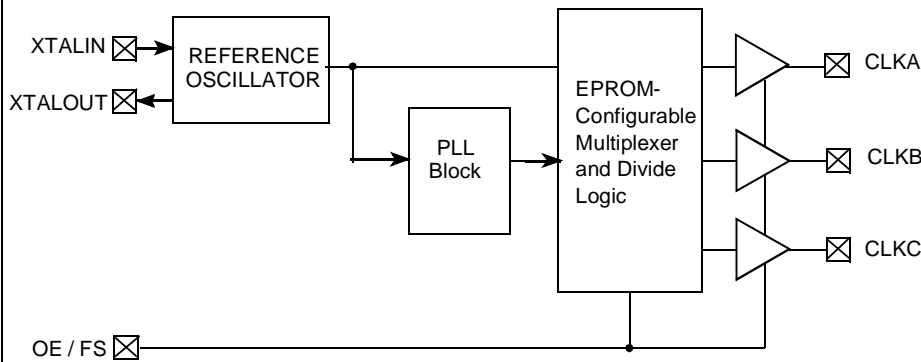 XTALIN
XTALOUT
REFERENCE
OSCILLATOR
PLL
Block
EPROM-
Configurable
Multiplexer
and Divide
Logic
CLKA
CLKB
CLKC
OE / FS